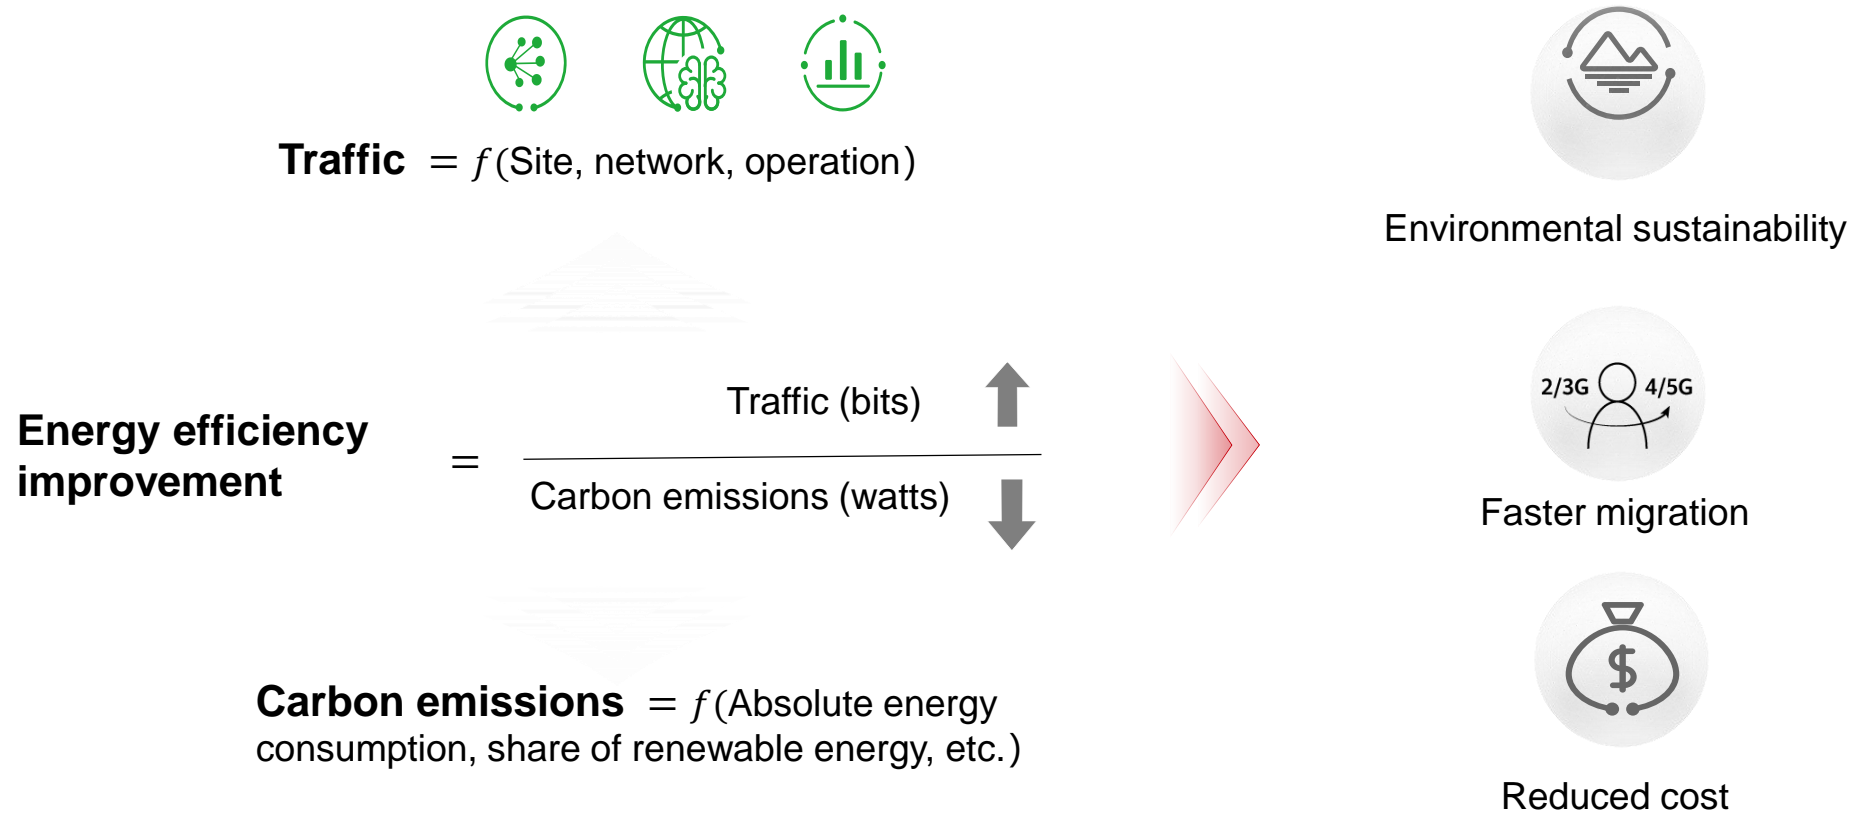 Traffic = f(Site, network, operation)
Energy efficiency
improvement
=
Traffic (bits)
Carbon emissions (watts)
Carbon emissions = f(Absolute energy
consumption, share of renewable energy, etc.)
Environmental sustainability
2/3G 4/5G
Faster migration
$
Reduced cost